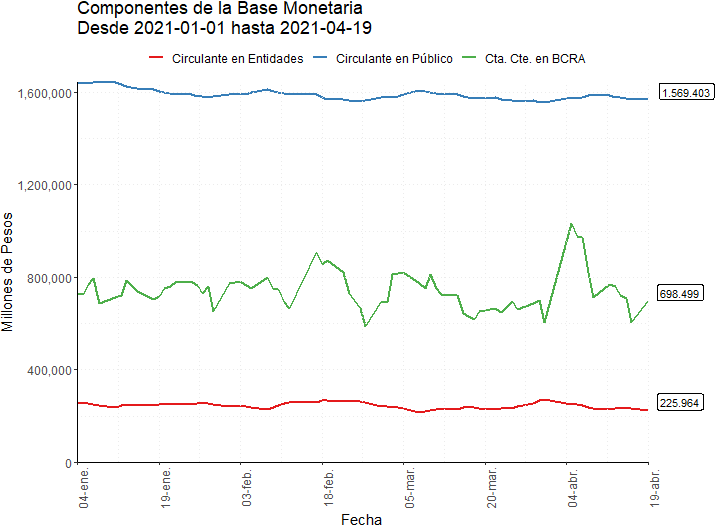 Componentes de la Base Monetaria
Desde 2021-01-01 hasta 2021-04-19
Circulante en Entidades
Circulante en Público
Cta. Cte. en BCRA
Millones de Pesos
1,600,000
1,200,000
800,000
400,000
0
1.569.403
698.499
225.964
04-ene.
19-ene.
03-feb.
18-feb.
05-mar.
20-mar.
04-abr.
19-abr.
Fecha